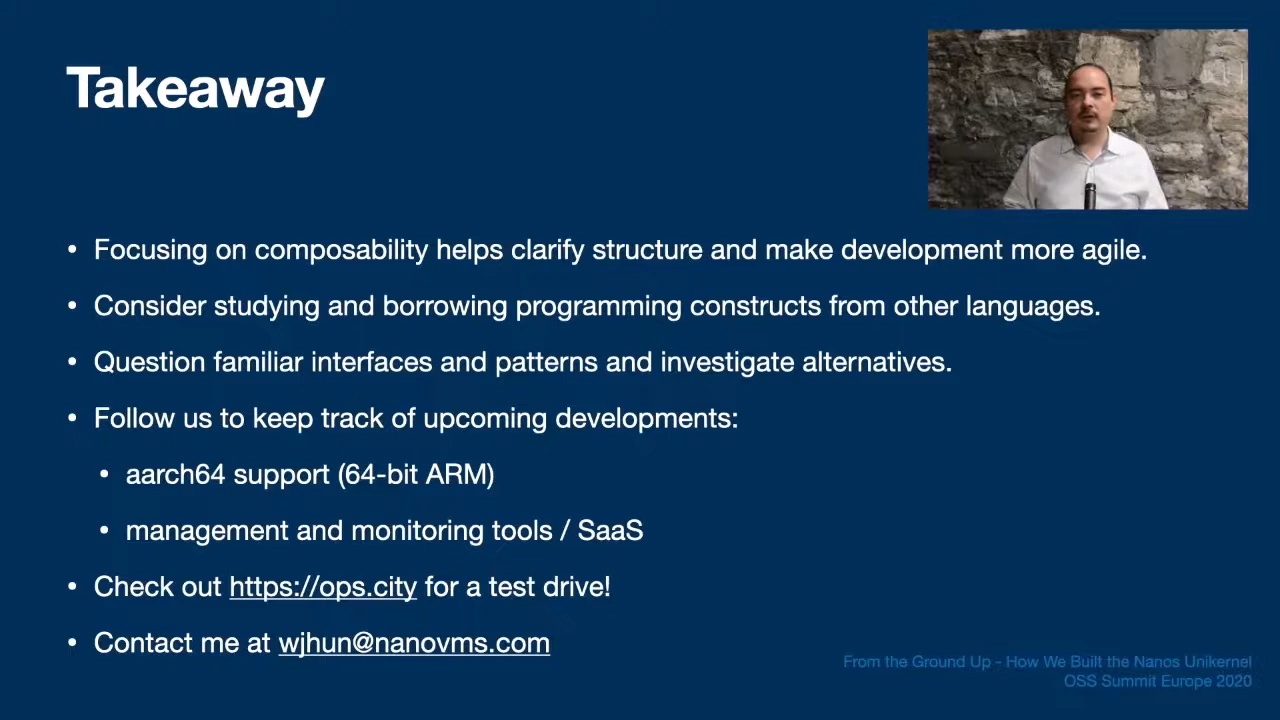 Takeaway
• Focusing on composability helps clarify structure and make development more agile.
• Consider studying and borrowing programming constructs from other languages.
• Question familiar interfaces and patterns and investigate alternatives.
• Follow us to keep track of upcoming developments:
• aarch64 support (64-bit ARM)
• management and monitoring tools / SaaS
• Check out https://ops.city for a test drive!
• Contact me at wjhun@nanovms.com
From the Ground Up - How We Built the Nanos Unikernel
OSS Summit Europe 2020